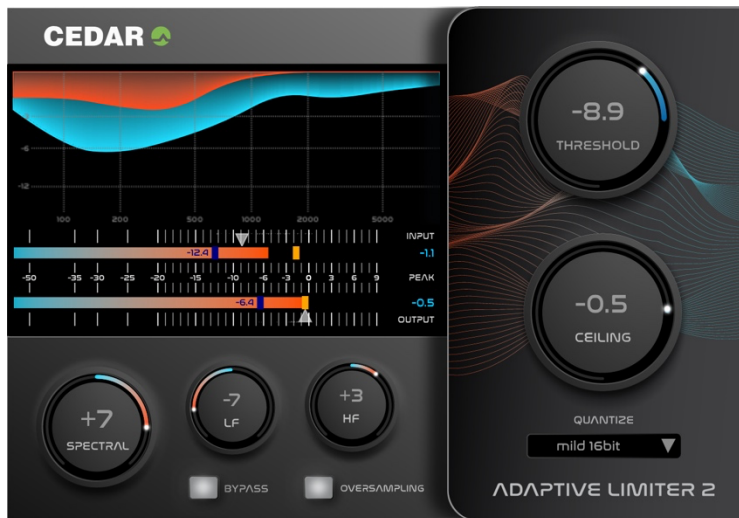 CEDAR
-6
-12
100 200 500 1000 2000 5000
INPUT
-12.4 -1.1
-50 -35 -30 -25 -20 -15 -10 -6 -3 0 3 6 9 PEAK
-6.4 -0.5
OUTPUT
+7
SPECTRAL
-7
LF
+3
HF
BYPASS
OVERSAMPLING
-8.9
THRESHOLD
-0.5
CEILING
QUANTIZE
mild 16bit
ADAPTIVE LIMITER 2